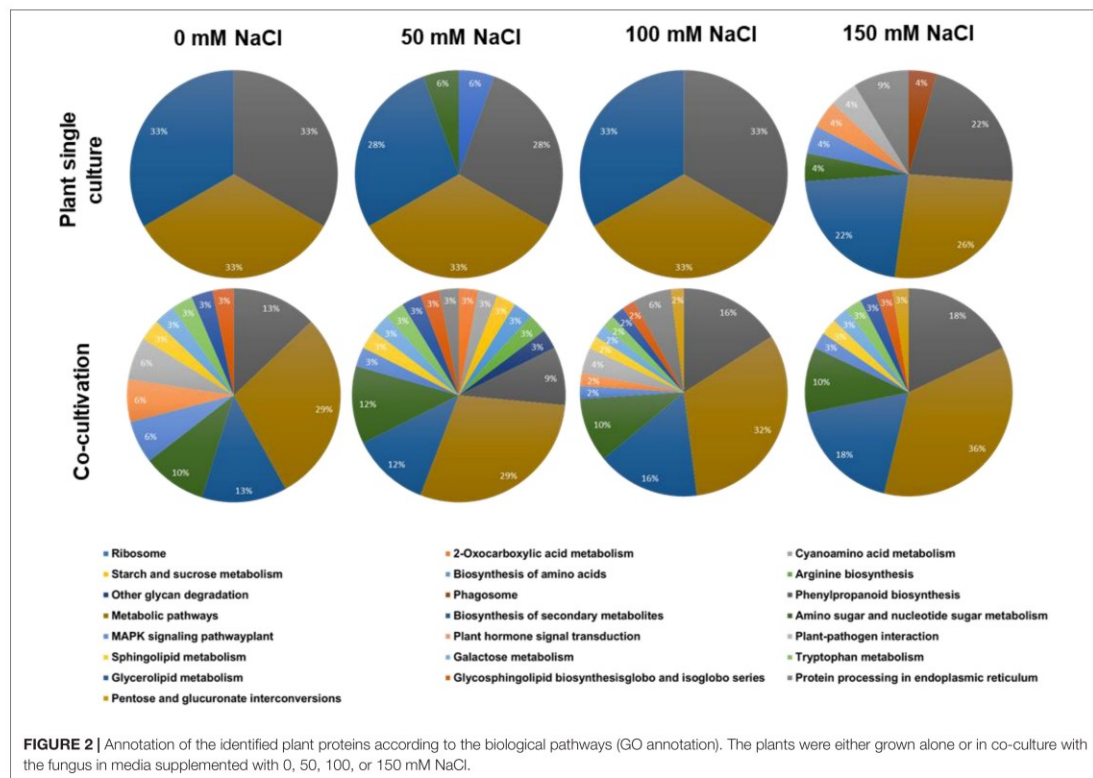 0 mM NaCl 50 mM NaCl 100 mM NaCl 150 mM NaCl
Plant single
culture
33% 33% 33%
6% 6% 28% 28% 33%
33% 33% 33%
9% 4% 4% 22% 4% 4% 4% 22% 26%
Co-cultivation
3% 3% 13% 3% 3% 3% 6% 29% 6% 6% 10% 13%
3% 3% 3% 3% 3% 3% 3% 3% 3% 3% 3% 3% 3% 9% 12% 12% 29%
6% 2% 16% 2% 2% 2% 2% 2% 4% 2% 2% 10% 32% 16%
3% 3% 3% 18% 3% 3% 3% 3% 10% 18% 36%
Ribosome 2-Oxocarboxylic acid metabolism Cyanoamino acid metabolism
Starch and sucrose metabolism Biosynthesis of amino acids Arginine biosynthesis
Other glycan degradation Phagosome Phenylpropanoid biosynthesis
Metabolic pathways Biosynthesis of secondary metabolites Amino sugar and nucleotide sugar metabolism
MAPK signaling pathwayplant Plant hormone signal transduction Plant-pathogen interaction
Sphingolipid metabolism Galactose metabolism Tryptophan metabolism
Glycerolipid metabolism Glycosphingolipid biosynthesisglobo and isoglobo series Protein processing in endoplasmic reticulum
Pentose and glucuronate interconversions
FIGURE 2 | Annotation of the identified plant proteins according to the biological pathways (GO annotation). The plants were either grown alone or in co-culture with
the fungus in media supplemented with 0, 50, 100, or 150 mM NaCl.